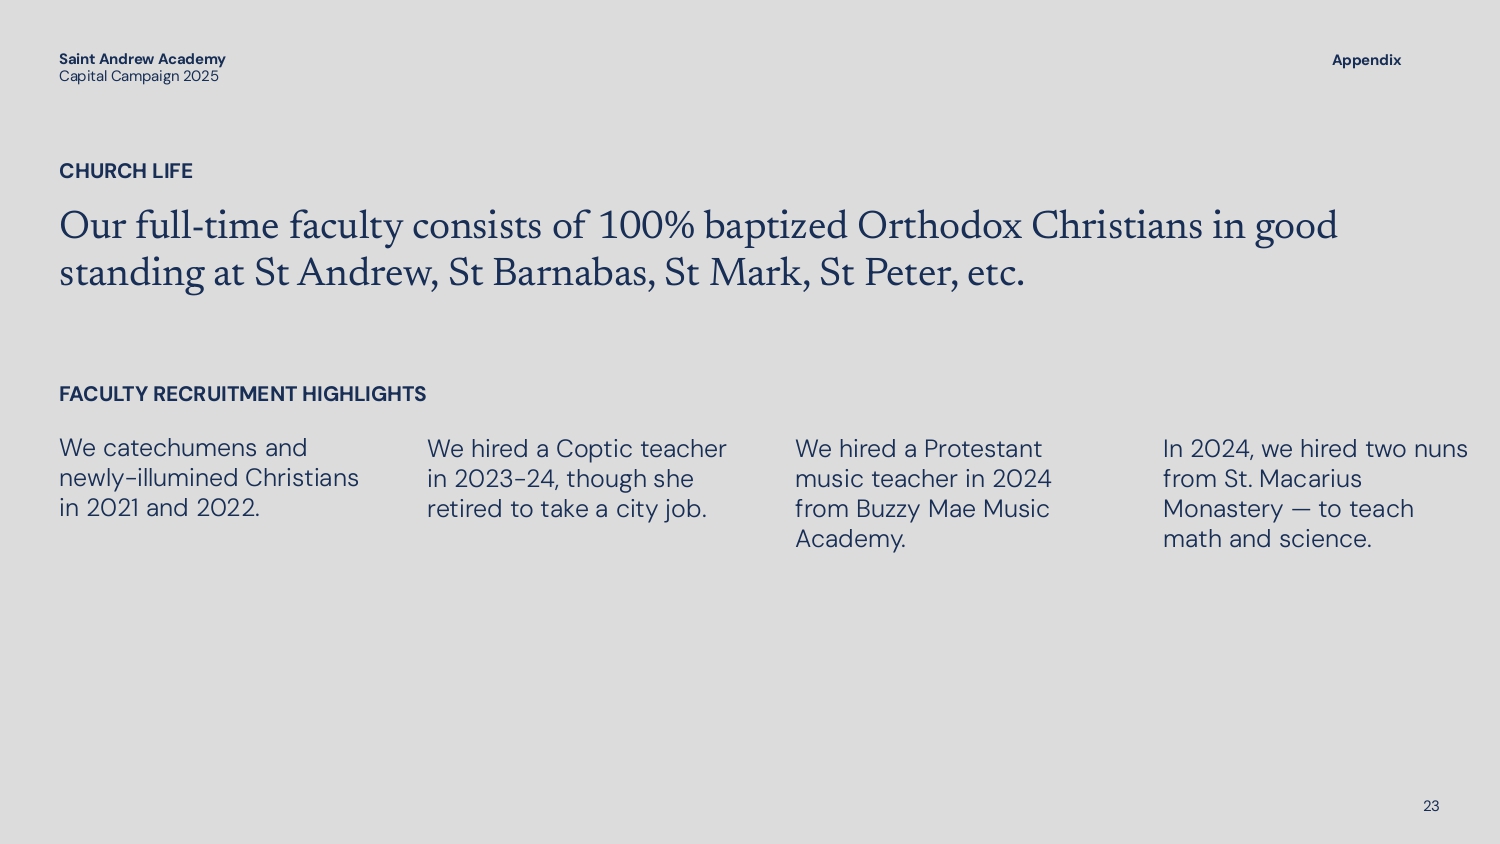 Saint Andrew Academy
Capital Campaign 2025
Appendix
CHURCH LIFE
Our full-time faculty consists of 100% baptized Orthodox Christians in good
standing at St Andrew, St Barnabas, St Mark, St Peter, etc.
FACULTY RECRUITMENT HIGHLIGHTS
We catechumens and
newly-illumined Christians
in 2021 and 2022.
We hired a Coptic teacher
in 2023-24, though she
retired to take a city job.
We hired a Protestant
music teacher in 2024
from Buzzy Mae Music
Academy.
In 2024, we hired two nuns
from St. Macarius
Monastery — to teach
math and science.
23